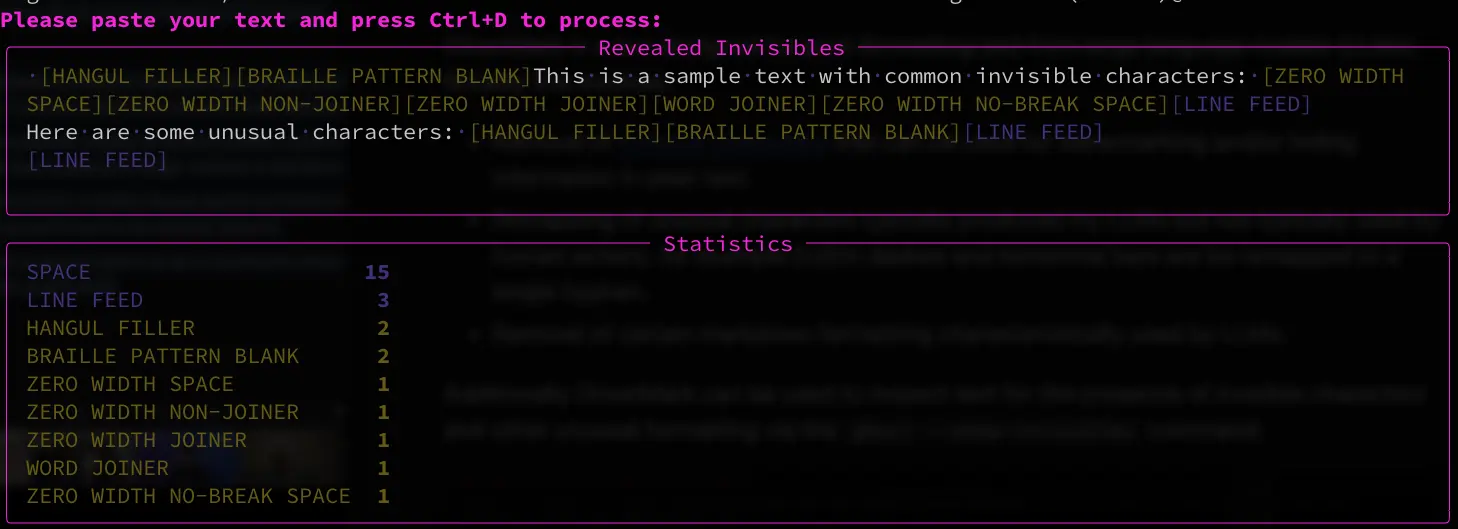 Please paste your text and press Ctrl+D to process:
Revealed Invisibles
·[HANGUL FILLER][BRAILLE PATTERN BLANK]This·is·a·sample·text·with·common·invisible·characters:·[ZERO WIDTH
SPACE][ZERO WIDTH NON-JOINER][ZERO WIDTH JOINER][WORD JOINER][ZERO WIDTH NO-BREAK SPACE][LINE FEED]
Here·are·some·unusual·characters:·[HANGUL FILLER][BRAILLE PATTERN BLANK][LINE FEED]
[LINE FEED]
Statistics
SPACE 15
LINE FEED 3
HANGUL FILLER 2
BRAILLE PATTERN BLANK 2
ZERO WIDTH SPACE 1
ZERO WIDTH NON-JOINER 1
ZERO WIDTH JOINER 1
WORD JOINER 1
ZERO WIDTH NO-BREAK SPACE 1